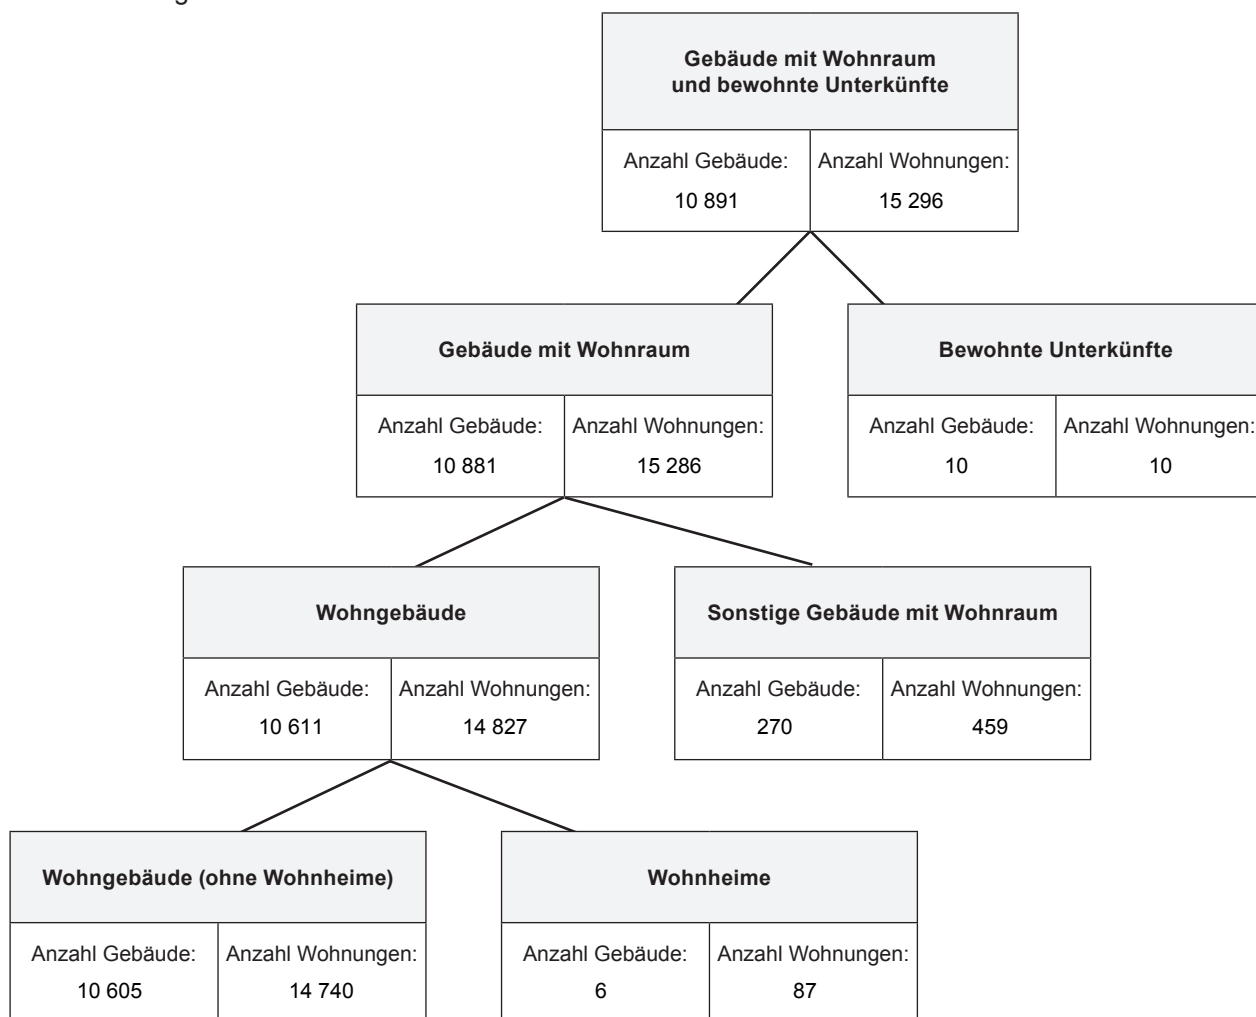 Gebäude mit Wohnraum
und bewohnte Unterkünfte
Anzahl Gebäude: Anzahl Wohnungen:
10 891 15 296
Gebäude mit Wohnraum
Anzahl Gebäude: Anzahl Wohnungen:
10 881 15 286
Bewohnte Unterkünfte
Anzahl Gebäude: Anzahl Wohnungen:
10 10
Wohngebäude
Anzahl Gebäude: Anzahl Wohnungen:
10 611 14 827
Sonstige Gebäude mit Wohnraum
Anzahl Gebäude: Anzahl Wohnungen:
270 459
Wohngebäude (ohne Wohnheime)
Anzahl Gebäude: Anzahl Wohnungen:
10 605 14 740
Wohnheime
Anzahl Gebäude: Anzahl Wohnungen:
6 87